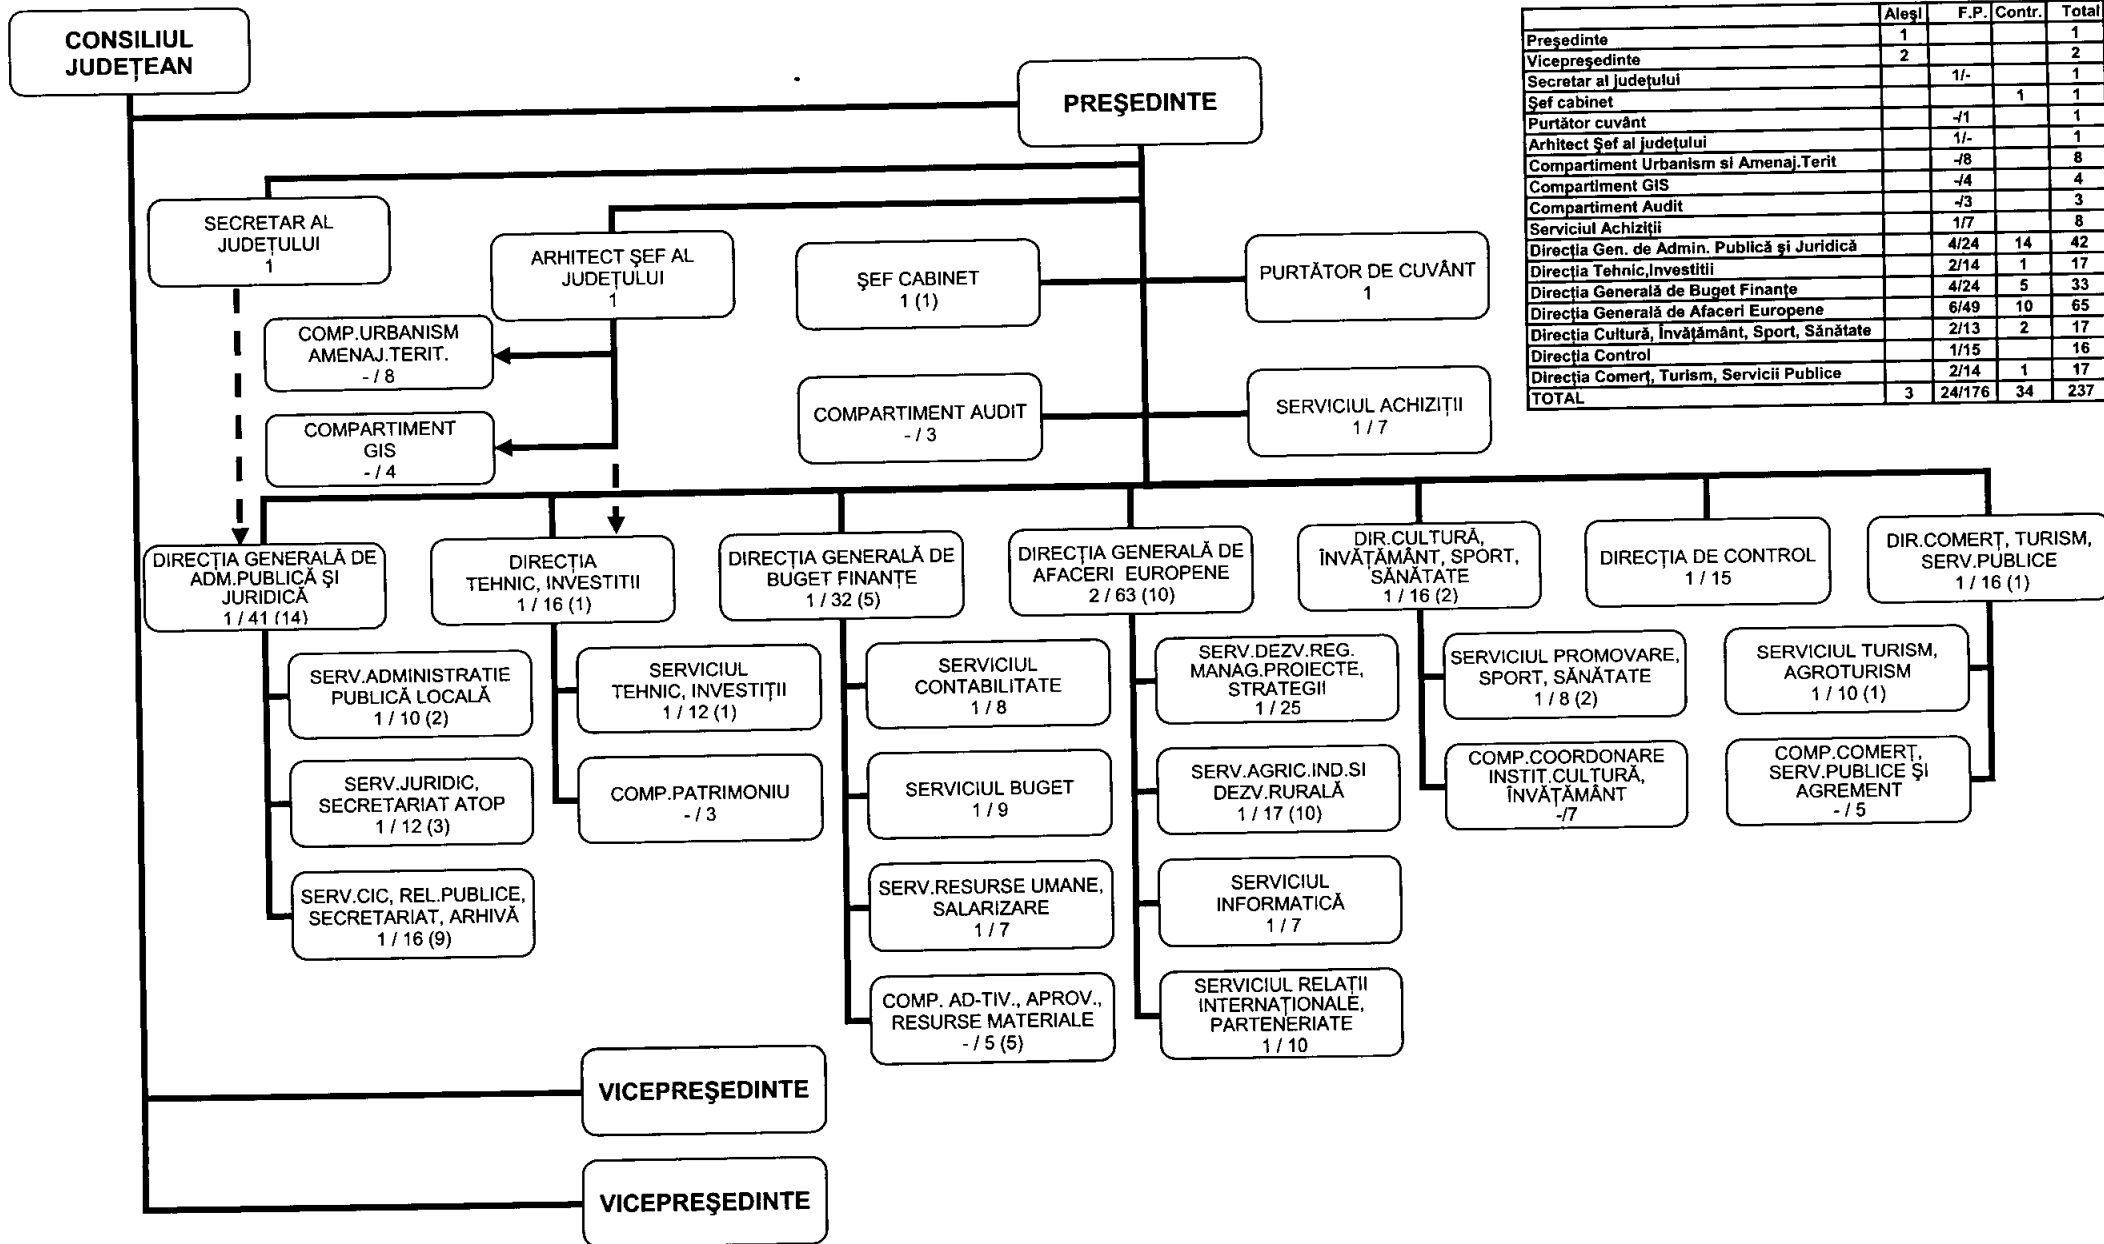 CONSILIUL
JUDEȚEAN
PREŞEDINTE
Aleşi F.P. Contr. Total
Preşedinte 1 1
Vicepreşedinte 2 2
Secretar al județului 1/- 1
Şef cabinet 1 1
Purtător cuvânt -/1 1
Arhitect Şef al județului 1/- 1
Compartiment Urbanism si Amenaj.Terit -/8 8
Compartiment GIS -/4 4
Compartiment Audit -/3 3
Serviciul Achiziții 1/7 8
Direcția Gen. de Admin. Publică şi Juridică 4/24 14 42
Direcția Tehnic,Investitii 2/14 1 17
Direcția Generală de Buget Finanțe 4/24 5 33
Direcția Generală de Afaceri Europene 6/49 10 65
Direcția Cultură, Învățământ, Sport, Sănătate 2/13 2 17
Direcția Control 1/15 16
Direcția Comerț, Turism, Servicii Publice 2/14 1 17
TOTAL 3 24/176 34 237
SECRETAR AL
JUDEȚULUI
1
ARHITECT ŞEF AL
JUDEȚULUI
1
ŞEF CABINET
1 (1)
PURTĂTOR DE CUVÂNT
1
COMP.URBANISM
AMENAJ.TERIT.
- / 8
COMPARTIMENT
GIS
- / 4
COMPARTIMENT AUDIT
- / 3
SERVICIUL ACHIZIȚII
1 / 7
DIRECȚIA GENERALĂ DE
ADM.PUBLICĂ ŞI
JURIDICĂ
1 / 41 (14)
DIRECȚIA
TEHNIC, INVESTITII
1 / 16 (1)
DIRECȚIA GENERALĂ DE
BUGET FINANȚE
1 / 32 (5)
DIRECȚIA GENERALĂ DE
AFACERI EUROPENE
2 / 63 (10)
DIR.CULTURĂ,
ÎNVĂȚĂMÂNT, SPORT,
SĂNĂTATE
1 / 16 (2)
DIRECȚIA DE CONTROL
1 / 15
DIR.COMERȚ, TURISM,
SERV.PUBLICE
1 / 16 (1)
SERV.ADMINISTRATIE
PUBLICĂ LOCALĂ
1 / 10 (2)
SERV.JURIDIC,
SECRETARIAT ATOP
1 / 12 (3)
SERV.CIC, REL.PUBLICE,
SECRETARIAT, ARHIVĂ
1 / 16 (9)
SERVICIUL
TEHNIC, INVESTIȚII
1 / 12 (1)
COMP.PATRIMONIU
- / 3
SERVICIUL
CONTABILITATE
1 / 8
SERVICIUL BUGET
1 / 9
SERV.RESURSE UMANE,
SALARIZARE
1 / 7
COMP. AD-TIV., APROV.,
RESURSE MATERIALE
- / 5 (5)
SERV.DEZV.REG.
MANAG.PROIECTE,
STRATEGII
1 / 25
SERV.AGRIC.IND.SI
DEZV.RURALĂ
1 / 17 (10)
SERVICIUL
INFORMATICĂ
1 / 7
SERVICIUL RELAȚII
INTERNAȚIONALE,
PARTENERIATE
1 / 10
SERVICIUL PROMOVARE,
SPORT, SĂNĂTATE
1 / 8 (2)
COMP.COORDONARE
INSTIT.CULTURĂ,
ÎNVĂȚĂMÂNT
-/7
SERVICIUL TURISM,
AGROTURISM
1 / 10 (1)
COMP.COMERȚ,
SERV.PUBLICE ŞI
AGREMENT
- / 5
VICEPREŞEDINTE
VICEPREŞEDINTE